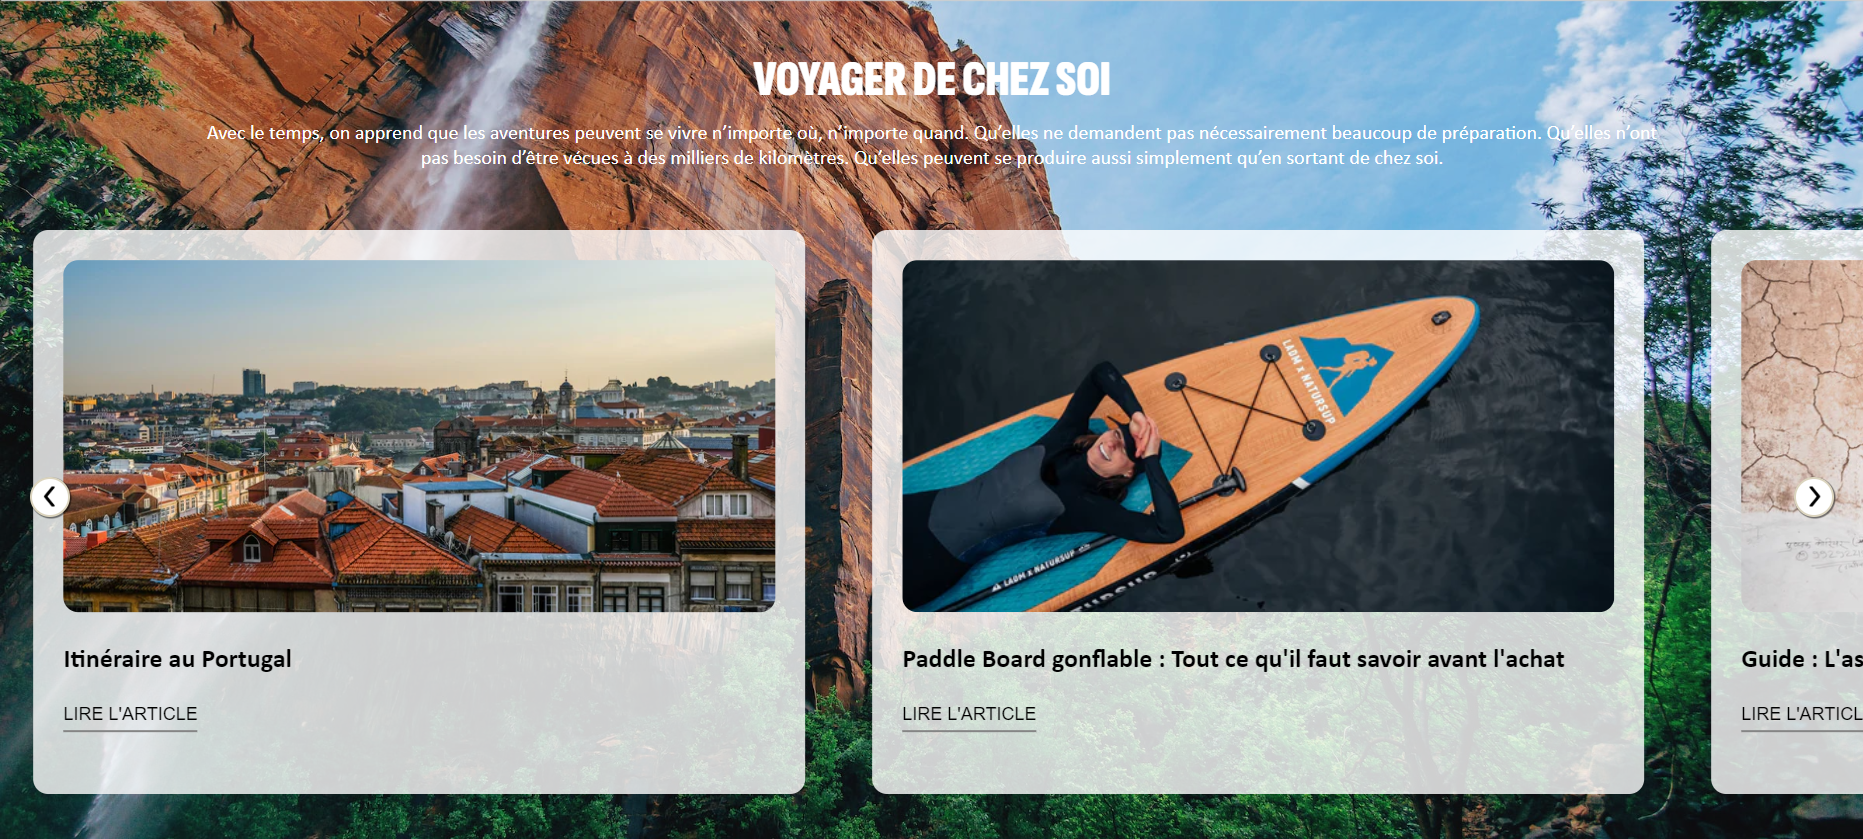 VOYAGER DE CHEZ SOI
Avec le temps, on apprend que les aventures peuvent se vivre n’importe où, n’importe quand. Qu’elles ne demandent pas nécessairement beaucoup de préparation. Qu’elles n’ont
pas besoin d’être vécues à des milliers de kilomètres. Qu’elles peuvent se produire aussi simplement qu’en sortant de chez soi.
LADM x NATURSUP
LADM x NATURSUP
Itinéraire au Portugal
Paddle Board gonflable : Tout ce qu'il faut savoir avant l'achat
Guide : L'as
LIRE L'ARTICLE
LIRE L'ARTICLE
LIRE L'ARTICL